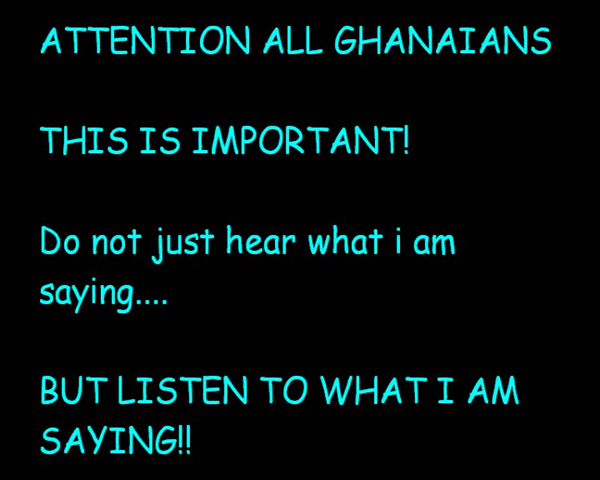 ATTENTION ALL GHANAIANS
THIS IS IMPORTANT!
Do not just hear what i am
saying....
BUT LISTEN TO WHAT I AM
SAYING!!